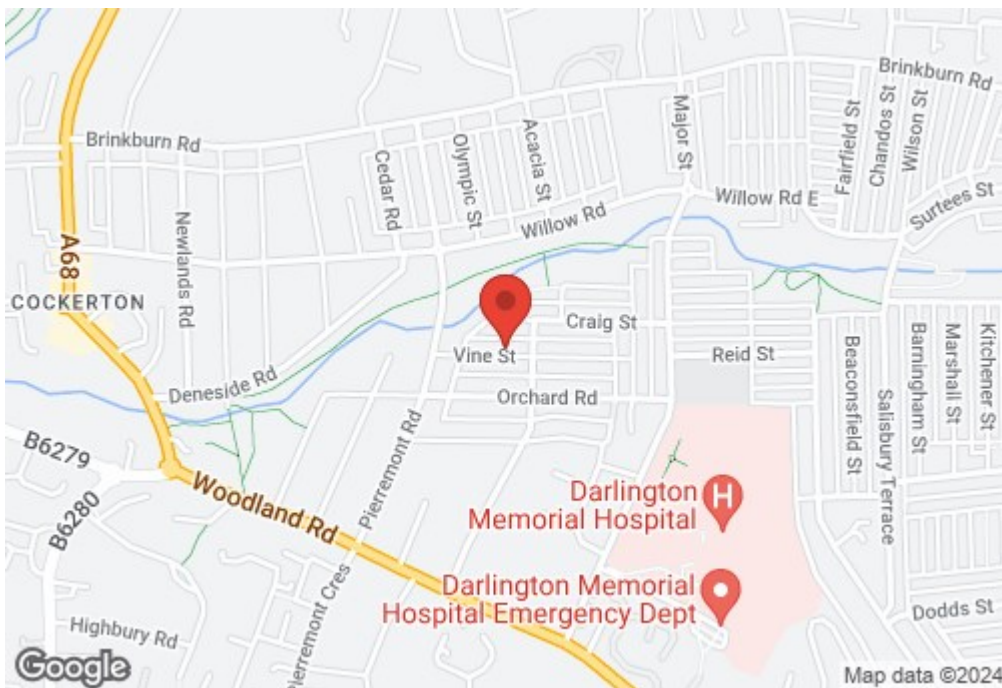 Brinkburn Rd
Brinkburn Rd
Major St
Fairfield St
Chandos St
Wilson St
Acacia St
Olympic St
Cedar Rd
Willow Rd E
Surtees St
Willow Rd
Newlands Rd
A68
COCKERTON
Craig St
Vine St
Reid St
Deneside Rd
Orchard Rd
Beaconsfield St
Salisbury Terrace
Barningham St
Marshall St
Kitchener St
B6279
B6280
Woodland Rd
Pierremont Rd
Darlington
Memorial Hospital
H
Darlington Memorial
Hospital Emergency Dept
Pierremont Cres
Highbury Rd
Dodds St
Google
Map data ©2024